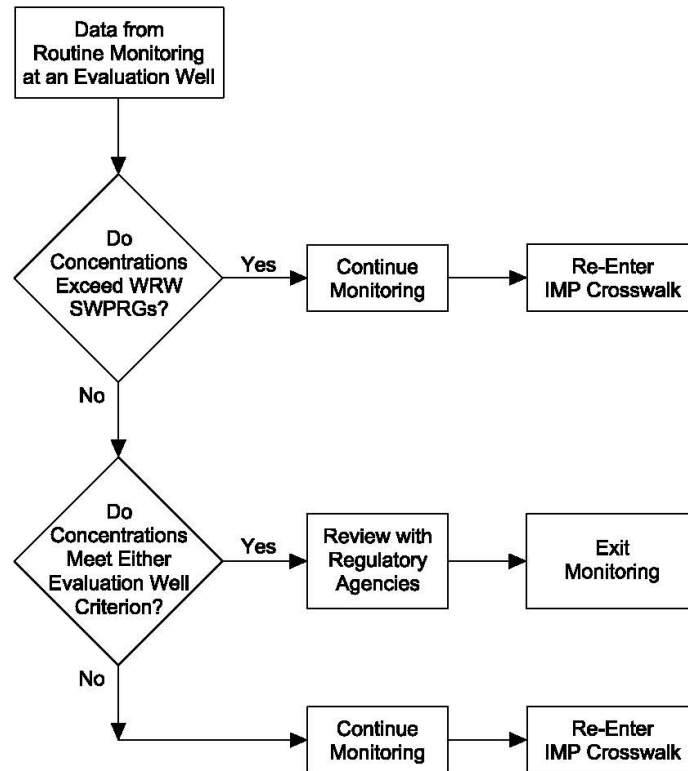 Data from
Routine Monitoring
at an Evaluation Well
Do
Concentrations
Exceed WRW
SWPRGs?
Yes
Continue
Monitoring
Re-Enter
IMP Crosswalk
No
Do
Concentrations
Meet Either
Evaluation Well
Criterion?
Yes
Review with
Regulatory
Agencies
Exit
Monitoring
No
Continue
Monitoring
Re-Enter
IMP Crosswalk